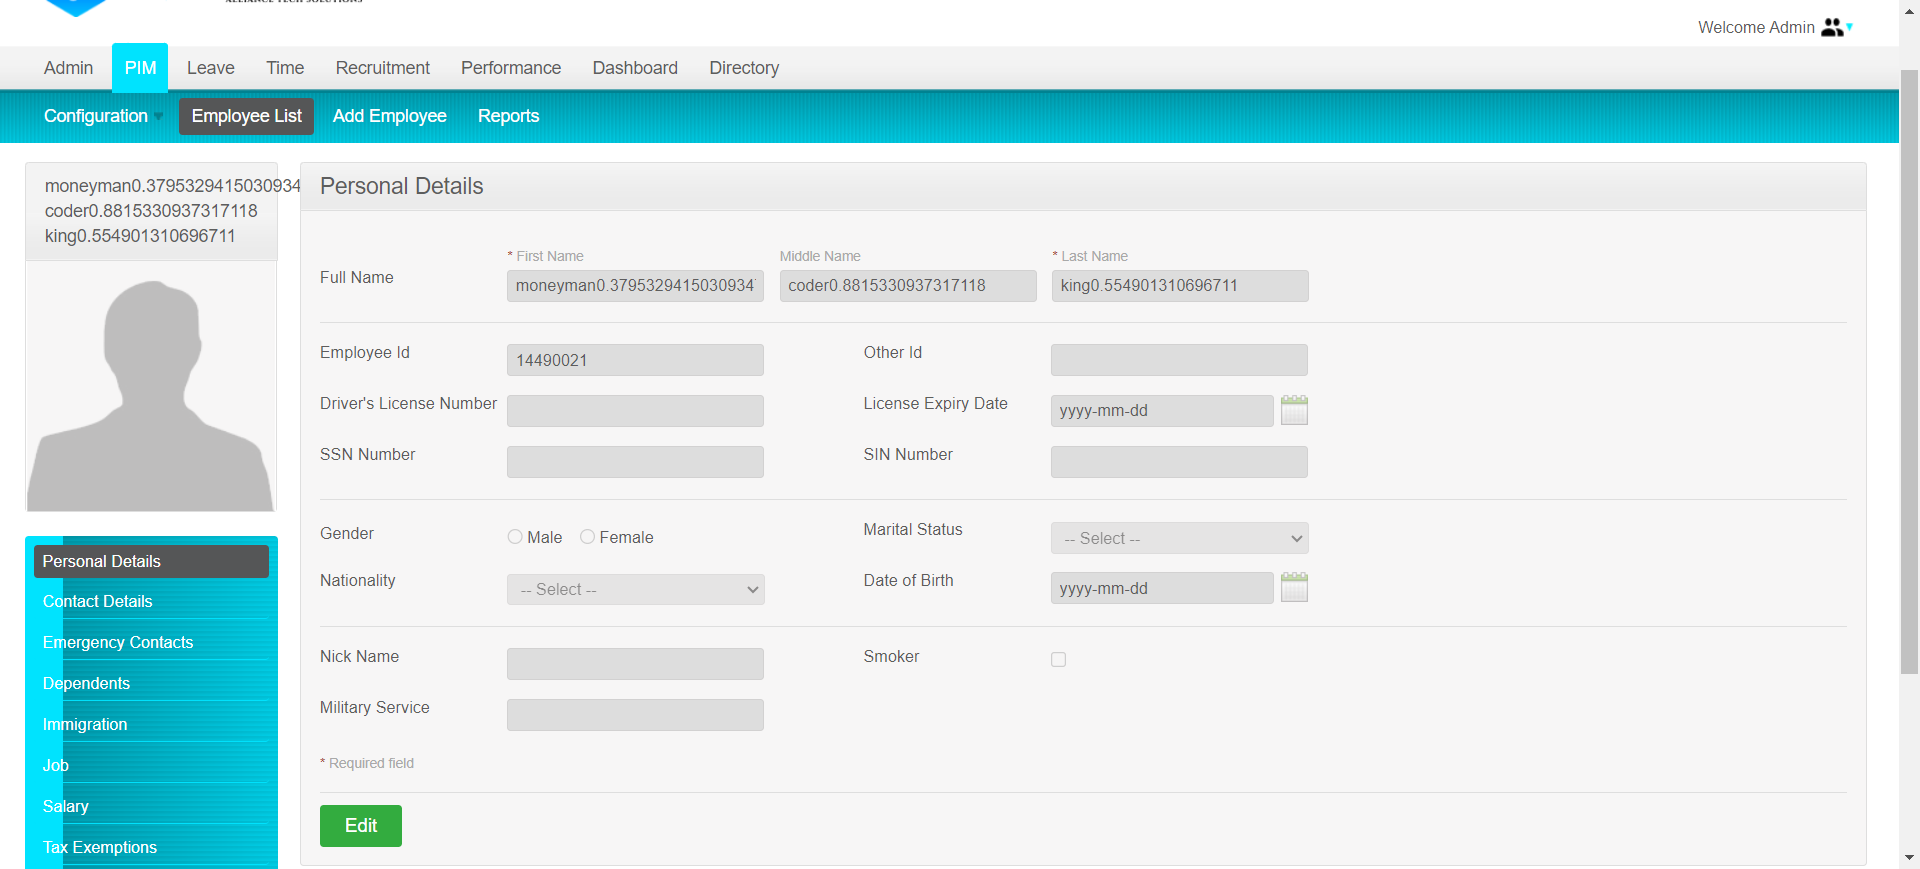 ALLIANCE TECH SOLUTIONS
Welcome Admin
Admin PIM Leave Time Recruitment Performance Dashboard Directory
Configuration Employee List Add Employee Reports
moneyman0.3795329415030934
coder0.8815330937317118
king0.554901310696711
Personal Details
* First Name Middle Name * Last Name
Full Name moneyman0.37953294150309347 coder0.8815330937317118 king0.554901310696711
Employee Id 14490021 Other Id
Driver's License Number License Expiry Date yyyy-mm-dd
SSN Number SIN Number
Gender Male Female Marital Status -- Select --
Nationality -- Select -- Date of Birth yyyy-mm-dd
Nick Name Smoker
Military Service
* Required field
Edit
Personal Details
Contact Details
Emergency Contacts
Dependents
Immigration
Job
Salary
Tax Exemptions